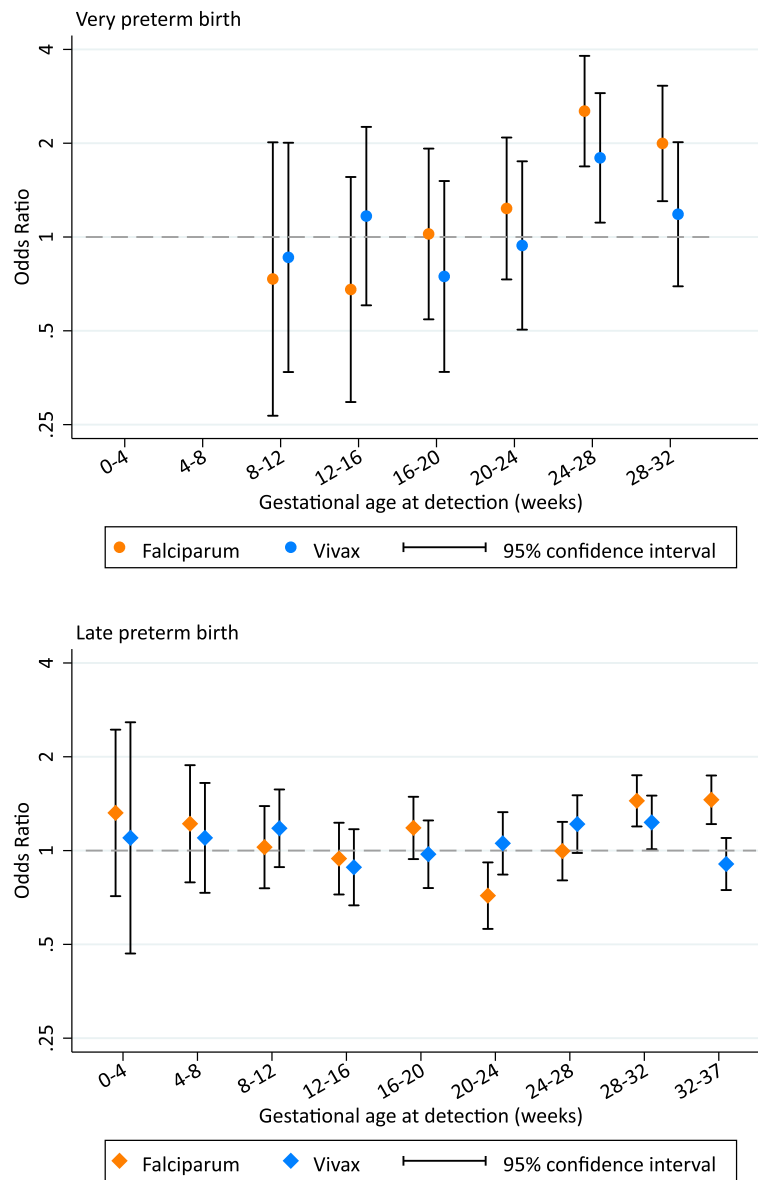 Very preterm birth
4
2
1
.5
.25
Odds Ratio
0-4 4-8 8-12 12-16 16-20 20-24 24-28 28-32
Gestational age at detection (weeks)
Falciparum Vivax 95% confidence interval
Late preterm birth
4
2
1
.5
.25
Odds Ratio
0-4 4-8 8-12 12-16 16-20 20-24 24-28 28-32 32-37
Gestational age at detection (weeks)
Falciparum Vivax 95% confidence interval